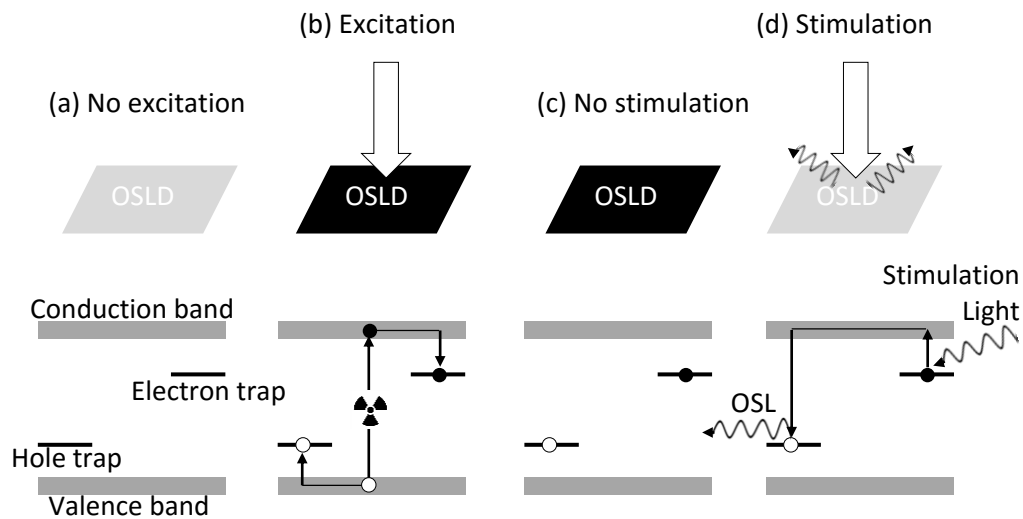 (b) Excitation
(d) Stimulation
(a) No excitation
(c) No stimulation
OSLD
OSLD
OSLD
OSLD
Stimulation
Light
Conduction band
Electron trap
OSL
Hole trap
Valence band